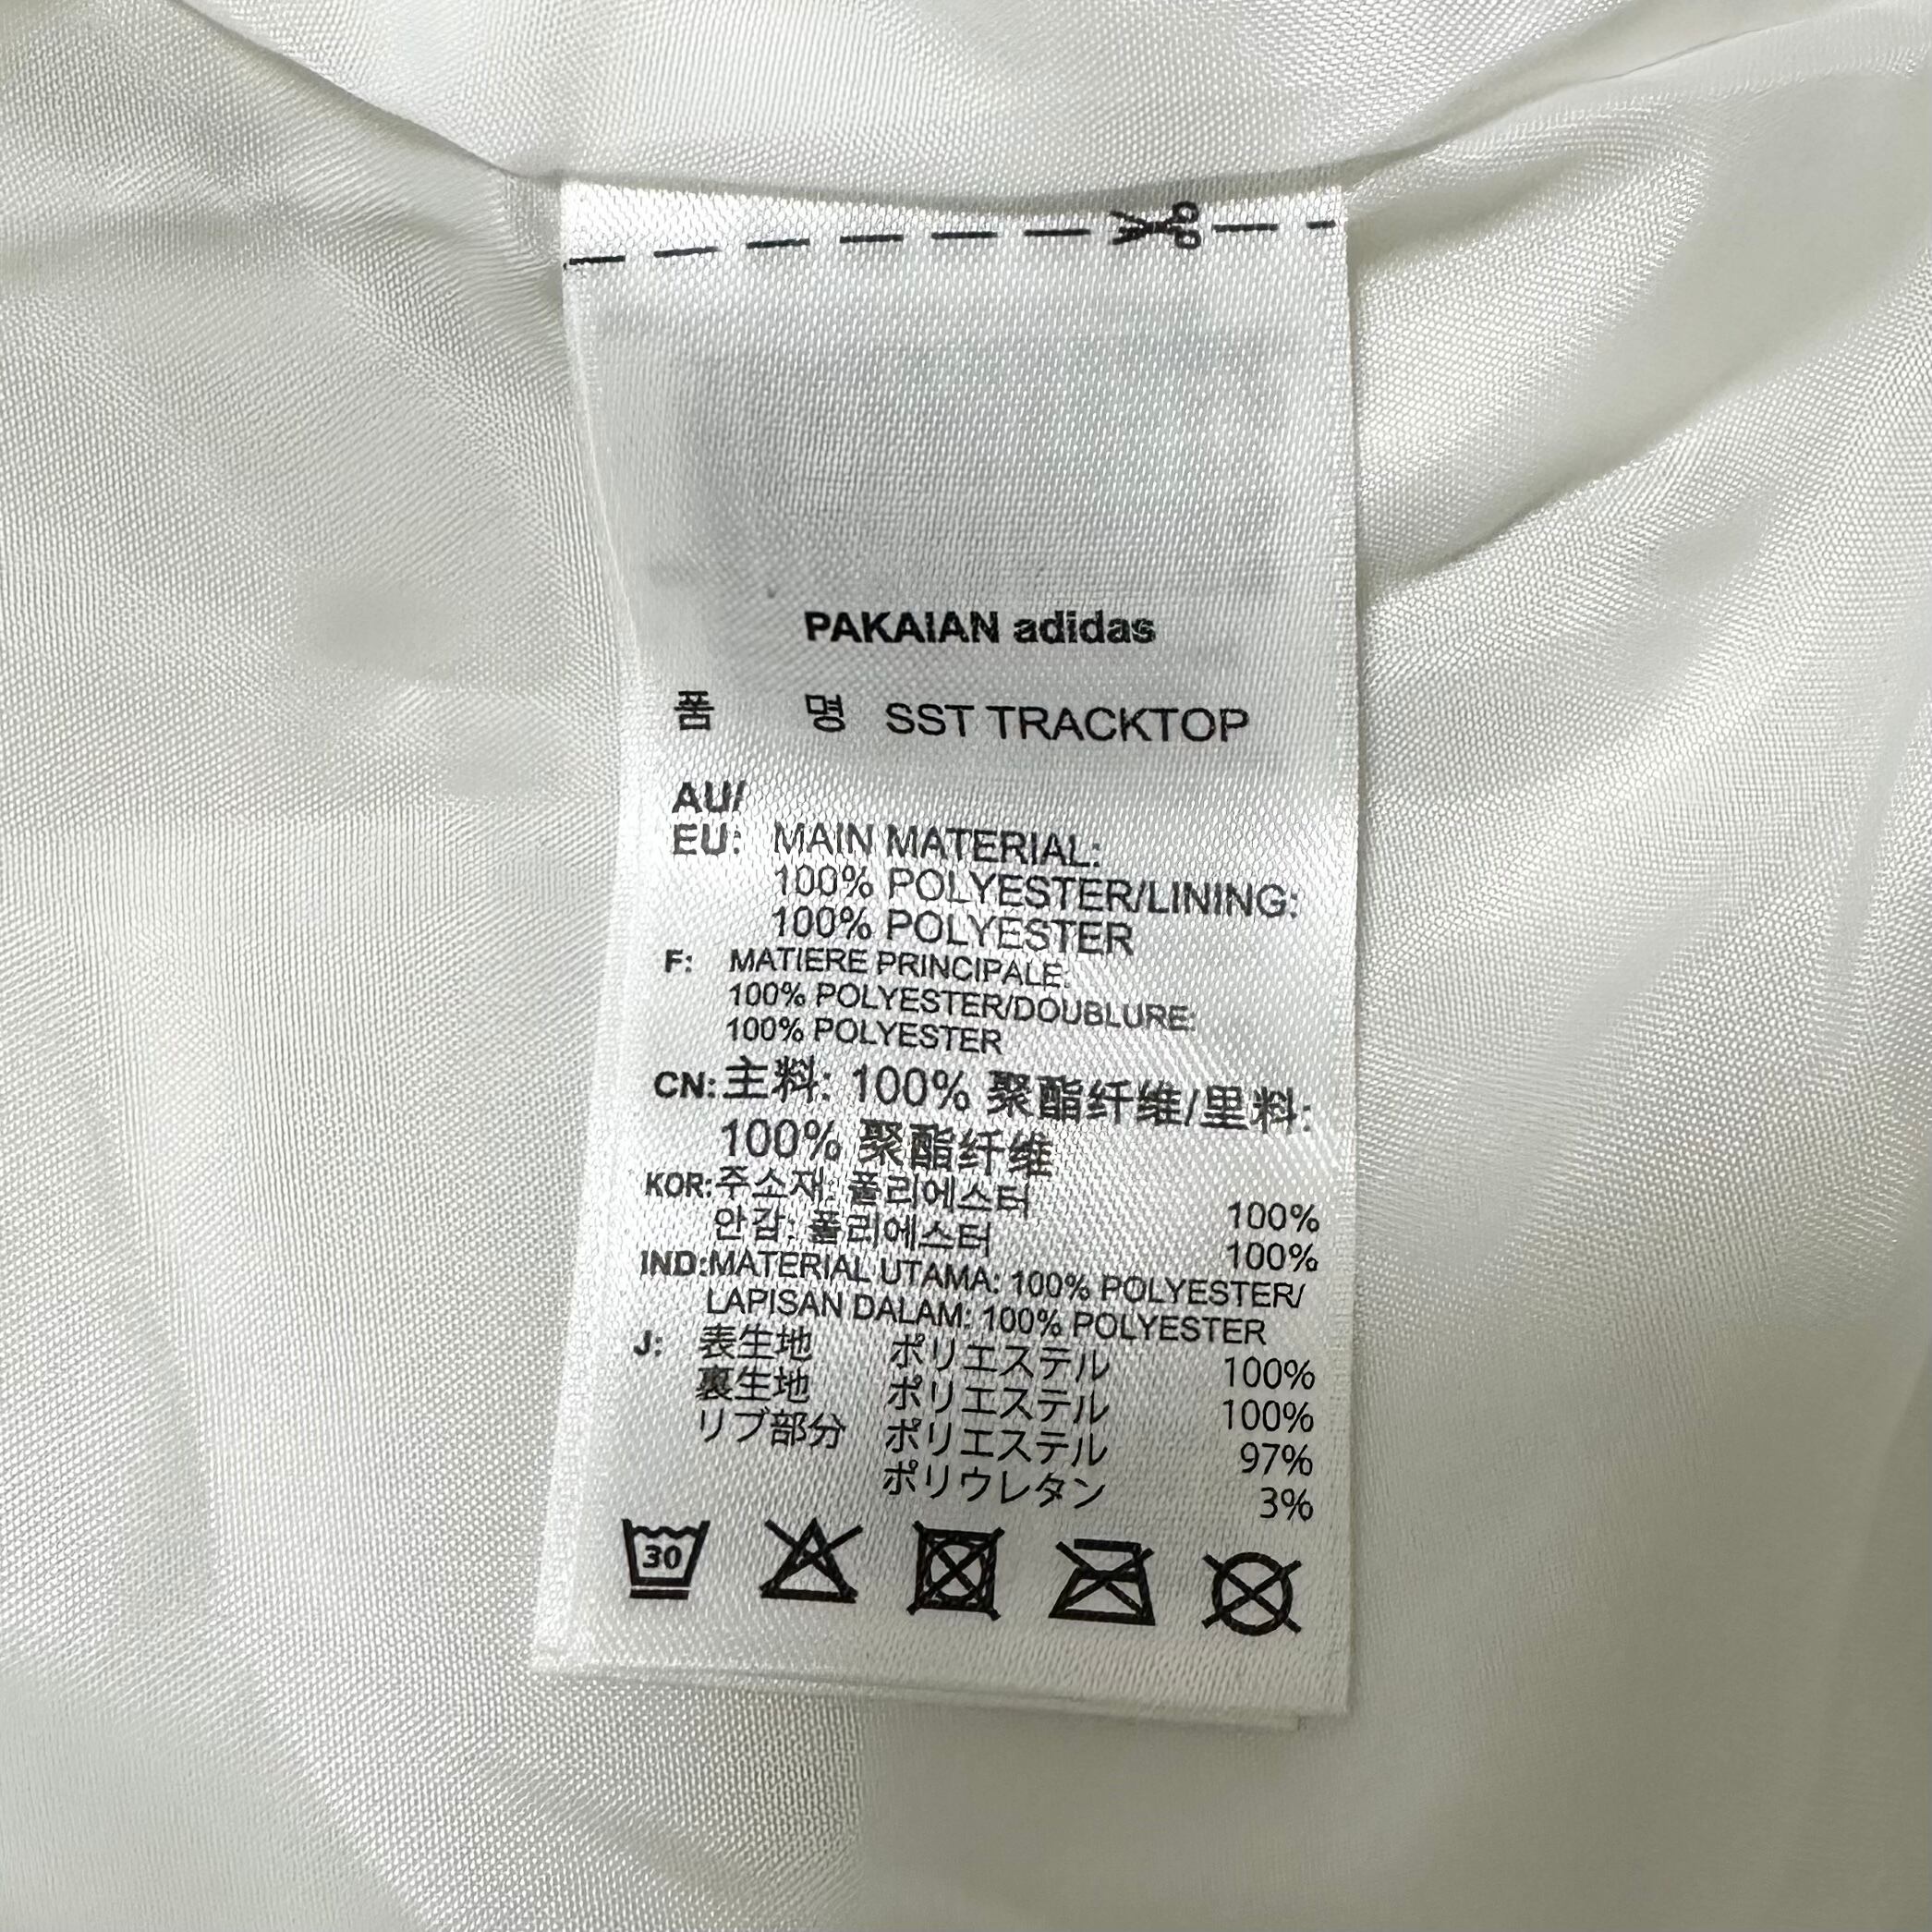 PAKAIAN adidas
품 명 SST TRACKTOP
AU/
EU: MAIN MATERIAL:
100% POLYESTER/LINING:
100% POLYESTER
F: MATIERE PRINCIPALE:
100% POLYESTER/DOUBLURE:
100% POLYESTER
CN: 主料: 100% 聚酯纤维/里料:
100% 聚酯纤维
KOR: 주소재: 폴리에스터 100%
안감: 폴리에스터 100%
IND: MATERIAL UTAMA: 100% POLYESTER/
LAPISAN DALAM: 100% POLYESTER
J: 表生地 ポリエステル 100%
裏生地 ポリエステル 100%
リブ部分 ポリエステル 97%
ポリウレタン 3%
30